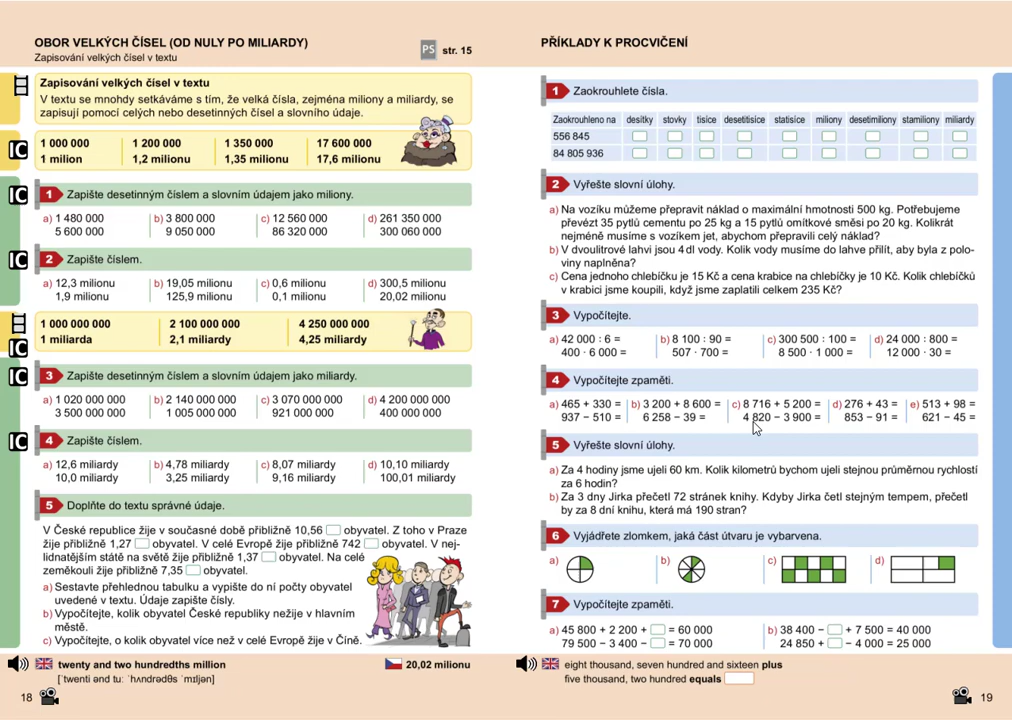 OBOR VELKÝCH ČÍSEL (OD NULY PO MILIARDY)
Zapisování velkých čísel v textu
PS str. 15
Zapisování velkých čísel v textu
V textu se mnohdy setkáváme s tím, že velká čísla, zejména miliony a miliardy, se
zapisují pomocí celých nebo desetinných čísel a slovního údaje.
1 000 000 1 200 000 1 350 000 17 600 000
1 milion 1,2 milionu 1,35 milionu 17,6 milionu
IC
IC
1 Zapište desetinným číslem a slovním údajem jako miliony.
a) 1 480 000 b) 3 800 000 c) 12 560 000 d) 261 350 000
5 600 000 9 050 000 86 320 000 300 060 000
IC
2 Zapište číslem.
a) 12,3 milionu b) 19,05 milionu c) 0,6 milionu d) 300,5 milionu
1,9 milionu 125,9 milionu 0,1 milionu 20,02 milionu
1 000 000 000 2 100 000 000 4 250 000 000
1 miliarda 2,1 miliardy 4,25 miliardy
IC
IC
3 Zapište desetinným číslem a slovním údajem jako miliardy.
a) 1 020 000 000 b) 2 140 000 000 c) 3 070 000 000 d) 4 200 000 000
3 500 000 000 1 005 000 000 921 000 000 400 000 000
IC
4 Zapište číslem.
a) 12,6 miliardy b) 4,78 miliardy c) 8,07 miliardy d) 10,10 miliardy
10,0 miliardy 3,25 miliardy 9,16 miliardy 100,01 miliardy
5 Doplňte do textu správné údaje.
V České republice žije v současné době přibližně 10,56 obyvatel. Z toho v Praze
žije přibližně 1,27 obyvatel. V celé Evropě žije přibližně 742 obyvatel. V nej-
lidnatějším státě na světě žije přibližně 1,37 obyvatel. Na celé
zeměkouli žije přibližně 7,35 obyvatel.
a) Sestavte přehlednou tabulku a vypište do ní počty obyvatel
uvedené v textu. Údaje zapište čísly.
b) Vypočítejte, kolik obyvatel České republiky nežije v hlavním
městě.
c) Vypočítejte, o kolik obyvatel více než v celé Evropě žije v Číně.
twenty and two hundredths million 20,02 milionu
[ˈtwenti ənd tuː ˈhʌndrədθs ˈmɪljən]
18
PŘÍKLADY K PROCVIČENÍ
1 Zaokrouhlete čísla.
Zaokrouhleno na desítky stovky tisíce desetitisíce statisíce miliony desetimiliony stamiliony miliardy
556 845
84 805 936
2 Vyřešte slovní úlohy.
a) Na vozíku můžeme přepravit náklad o maximální hmotnosti 500 kg. Potřebujeme
převézt 35 pytlů cementu po 25 kg a 15 pytlů omítkové směsi po 20 kg. Kolikrát
nejméně musíme s vozíkem jet, abychom přepravili celý náklad?
b) V dvoulitrové lahvi jsou 4 dl vody. Kolik vody musíme do lahve přilít, aby byla z polo-
viny naplněna?
c) Cena jednoho chlebíčku je 15 Kč a cena krabice na chlebíčky je 10 Kč. Kolik chlebíčků
v krabici jsme koupili, když jsme zaplatili celkem 235 Kč?
3 Vypočítejte.
a) 42 000 : 6 = b) 8 100 : 90 = c) 300 500 : 100 = d) 24 000 : 800 =
400 · 6 000 = 507 · 700 = 8 500 · 1 000 = 12 000 · 30 =
4 Vypočítejte zpaměti.
a) 465 + 330 = b) 3 200 + 8 600 = c) 8 716 + 5 200 = d) 276 + 43 = e) 513 + 98 =
937 − 510 = 6 258 − 39 = 4 820 − 3 900 = 853 − 91 = 621 − 45 =
5 Vyřešte slovní úlohy.
a) Za 4 hodiny jsme ujeli 60 km. Kolik kilometrů bychom ujeli stejnou průměrnou rychlostí
za 6 hodin?
b) Za 3 dny Jirka přečetl 72 stránek knihy. Kdyby Jirka četl stejným tempem, přečetl
by za 8 dní knihu, která má 190 stran?
6 Vyjádřete zlomkem, jaká část útvaru je vybarvena.
a) b) c) d)
7 Vypočítejte zpaměti.
a) 45 800 + 2 200 + = 60 000 b) 38 400 − + 7 500 = 40 000
79 500 − 3 400 − = 70 000 24 850 + − 4 000 = 25 000
eight thousand, seven hundred and sixteen plus
five thousand, two hundred equals
19